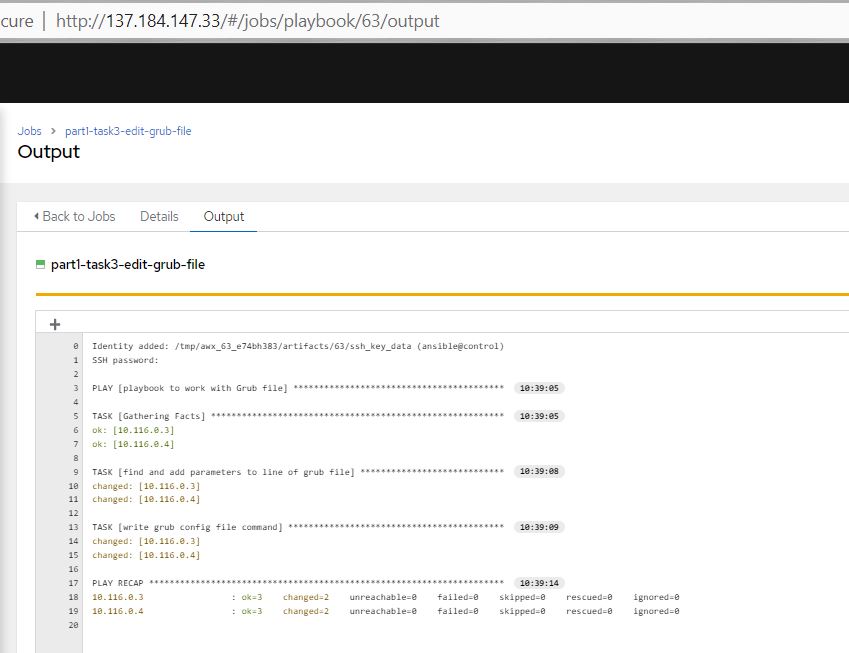 cure | http://137.184.147.33/#/jobs/playbook/63/output
Jobs > part1-task3-edit-grub-file
Output
Back to Jobs Details Output
part1-task3-edit-grub-file
+
0 Identity added: /tmp/awx_63_e74bh383/artifacts/63/ssh_key_data (ansible@control)
1 SSH password:
2
3 PLAY [playbook to work with Grub file] ***************************************** 10:39:05
4
5 TASK [Gathering Facts] ********************************************************* 10:39:05
6 ok: [10.116.0.3]
7 ok: [10.116.0.4]
8
9 TASK [find and add parameters to line of grub file] **************************** 10:39:08
10 changed: [10.116.0.3]
11 changed: [10.116.0.4]
12
13 TASK [write grub config file command] ****************************************** 10:39:09
14 changed: [10.116.0.3]
15 changed: [10.116.0.4]
16
17 PLAY RECAP ********************************************************************* 10:39:14
18 10.116.0.3 : ok=3 changed=2 unreachable=0 failed=0 skipped=0 rescued=0 ignored=0
19 10.116.0.4 : ok=3 changed=2 unreachable=0 failed=0 skipped=0 rescued=0 ignored=0
20